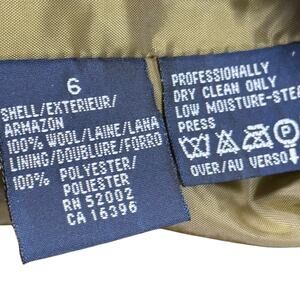 6
SHELL/EXTERIEUR/
ARMAZON
100% WOOL/LAINE/LANA
LINING/DOUBLURE/FORRO
100% POLYESTER/
POLIESTER
RN 52002
CA 16396
PROFESSIONALLY
DRY CLEAN ONLY
LOW MOISTURE-STEA
PRESS
P
OVER/AU VERSO